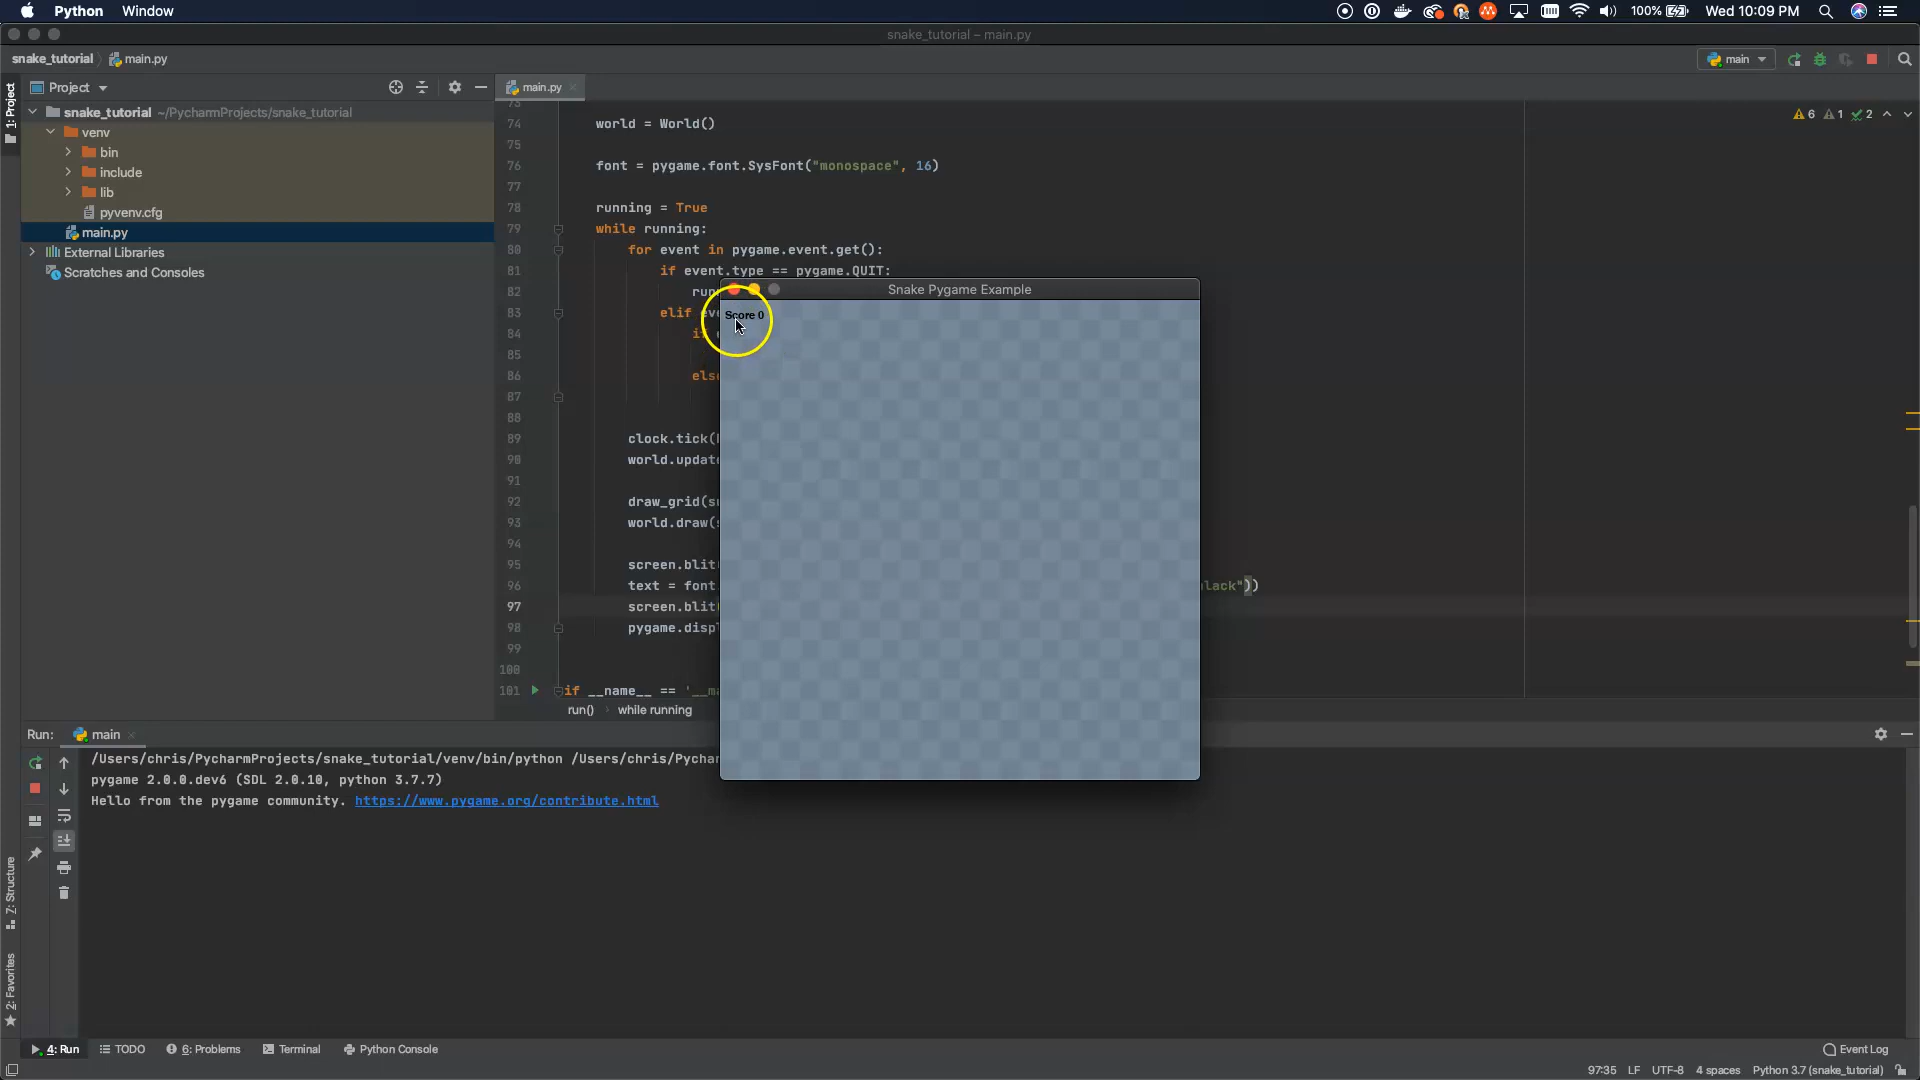 Python Window 100% Wed 10:09 PM
snake_tutorial – main.py
snake_tutorial main.py main
Project main.py
1: Project
snake_tutorial ~/PycharmProjects/snake_tutorial
venv
bin
include
lib
pyvenv.cfg
main.py
External Libraries
Scratches and Consoles
6 1 2
73
74 world = World()
75
76 font = pygame.font.SysFont("monospace", 16)
77
78 running = True
79 while running:
80 for event in pygame.event.get():
81 if event.type == pygame.QUIT:
82
83 elif
84
85
86
87
88
89 clock.tick(
90 world.update
91
92 draw_grid(
93 world.draw(
94
95 screen.blit
96 text = font lack"))
97 screen.blit
98 pygame.disp
99
100
101 if __name__ == '__m
Snake Pygame Example
Score 0
run() while running
Run: main
/Users/chris/PycharmProjects/snake_tutorial/venv/bin/python /Users/chris/Pychar
pygame 2.0.0.dev6 (SDL 2.0.10, python 3.7.7)
Hello from the pygame community. https://www.pygame.org/contribute.html
7: Structure
2: Favorites
4: Run TODO 6: Problems Terminal Python Console Event Log
97:35 LF UTF-8 4 spaces Python 3.7 (snake_tutorial)